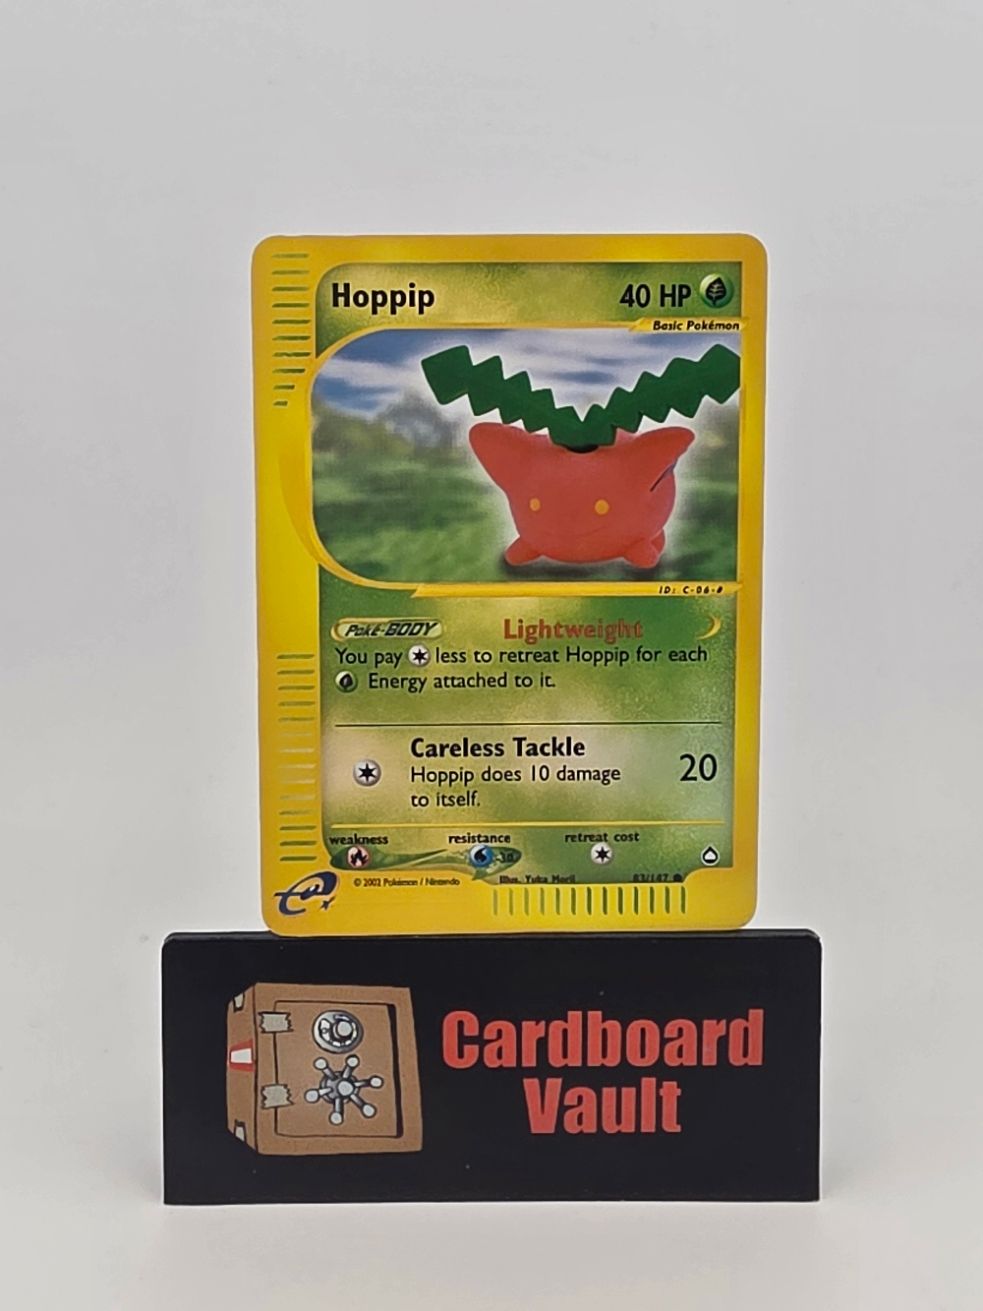 Hoppip 40 HP
Basic Pokémon
ID: C-06-#
Poké-BODY Lightweight
You pay less to retreat Hoppip for each
Energy attached to it.
Careless Tackle
Hoppip does 10 damage 20
to itself.
weakness resistance retreat cost
-30
© 2002 Pokémon / Nintendo Illus. Yuka Morii 83/147
e
Cardboard
Vault